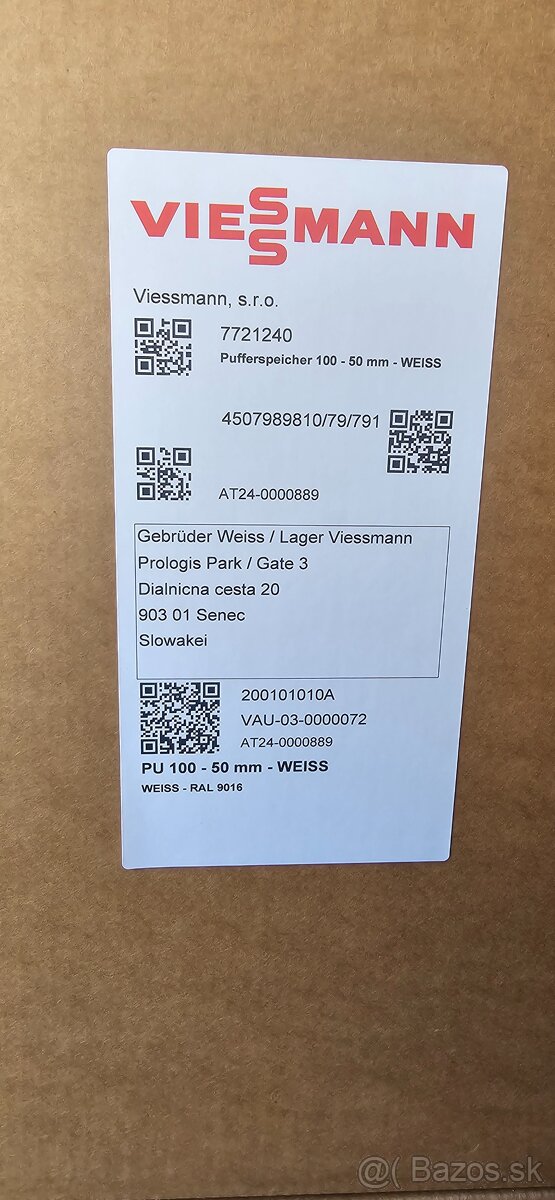 VIESSMANN
Viessmann, s.r.o.
7721240
Pufferspeicher 100 - 50 mm - WEISS
4507989810/79/791
AT24-0000889
Gebrüder Weiss / Lager Viessmann
Prologis Park / Gate 3
Dialnicna cesta 20
903 01 Senec
Slowakei
200101010A
VAU-03-0000072
AT24-0000889
PU 100 - 50 mm - WEISS
WEISS - RAL 9016
@( Bazos.sk